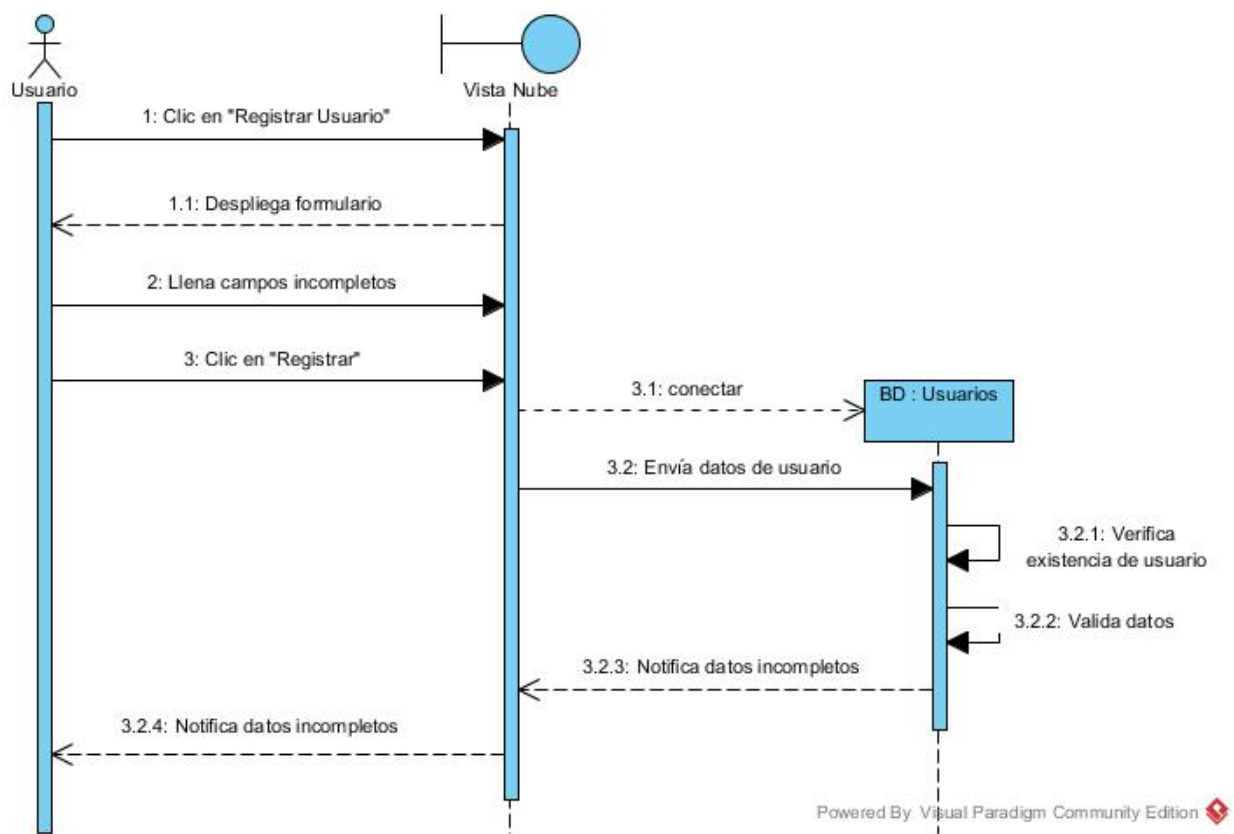 Usuario
Vista Nube
1: Clic en "Registrar Usuario"
1.1: Despliega formulario
2: Llena campos incompletos
3: Clic en "Registrar"
3.1: conectar
BD : Usuarios
3.2: Envía datos de usuario
3.2.1: Verifica
existencia de usuario
3.2.2: Valida datos
3.2.3: Notifica datos incompletos
3.2.4: Notifica datos incompletos
Powered By Visual Paradigm Community Edition